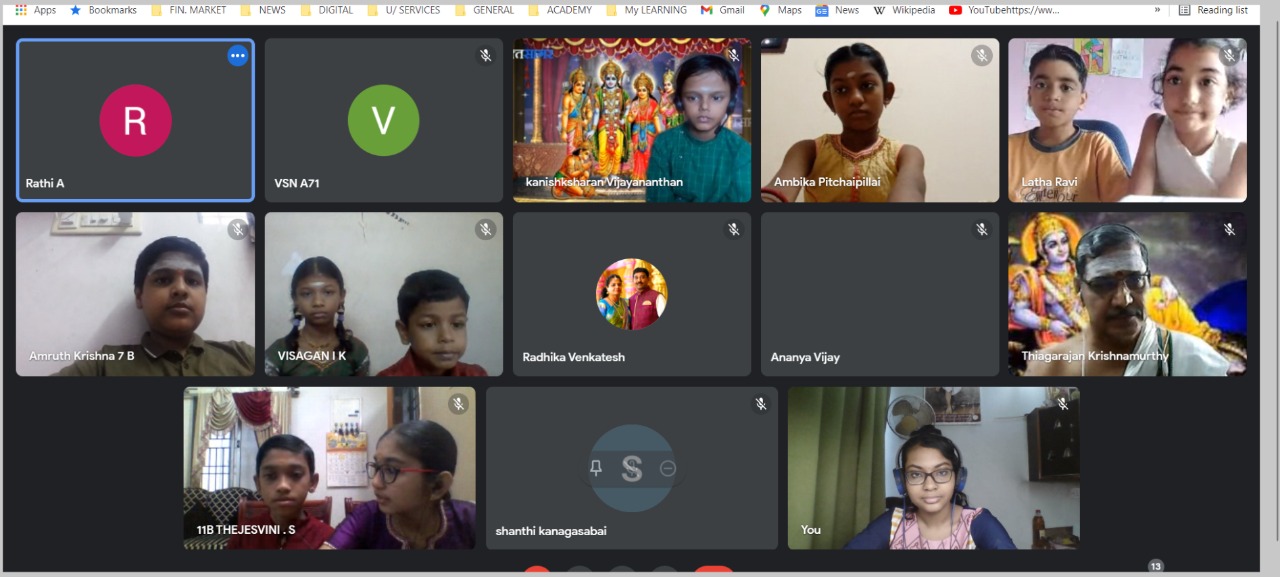 Apps Bookmarks FIN. MARKET NEWS DIGITAL U/ SERVICES GENERAL ACADEMY My LEARNING Gmail Maps News Wikipedia YouTubehttps://ww... » Reading list
R
Rathi A
V
VSN A71
kanishksharan Vijayananthan
Ambika Pitchaipillai
Latha Ravi
Amruth Krishna 7 B
VISAGAN I K
Radhika Venkatesh
Ananya Vijay
Thiagarajan Krishnamurthy
11B THEJESVINI . S
S
shanthi kanagasabai
You
13